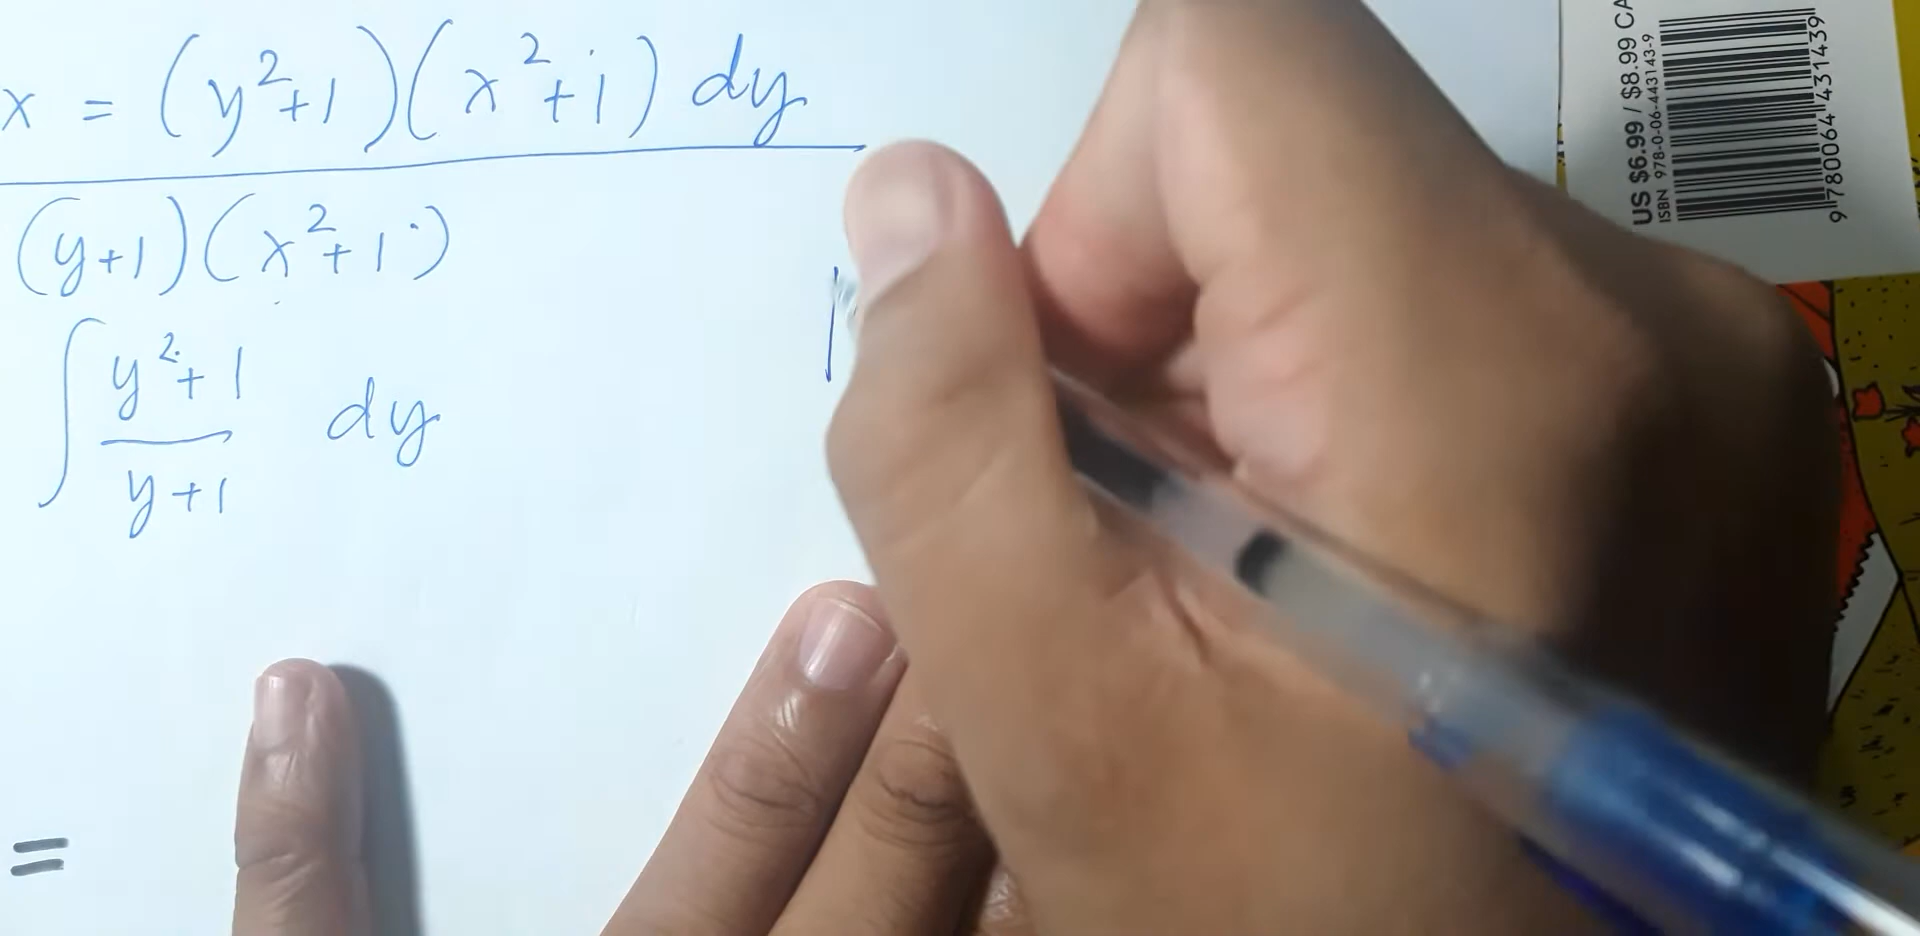 x = (y²+1)(x²+1) dy
(y+1)(x²+1)
∫ y²+1 dy
y+1
=
US $6.99 / $8.99 CA
ISBN 978-0-06-443143-9
9 780064 431439